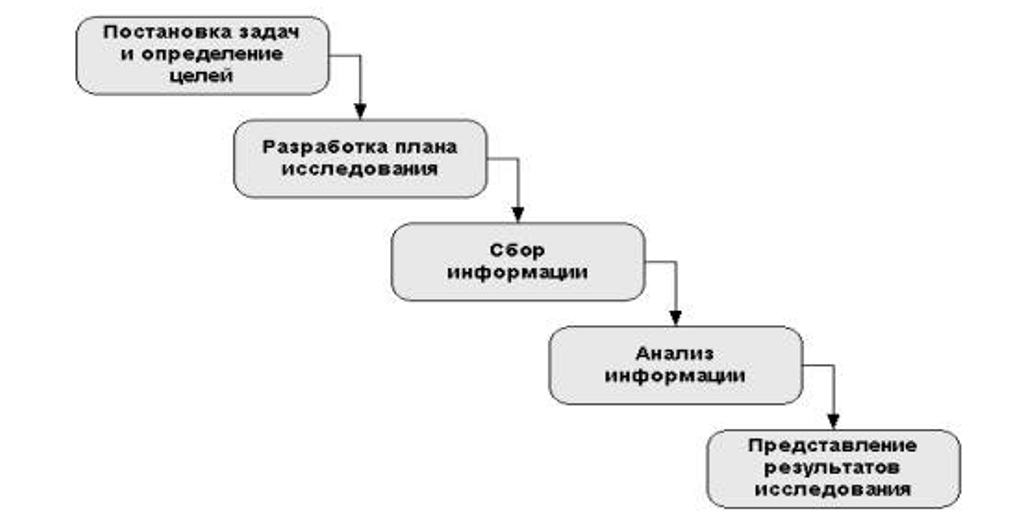 Постановка задач
и определение
целей
Разработка плана
исследования
Сбор
информации
Анализ
информации
Представление
результатов
исследования